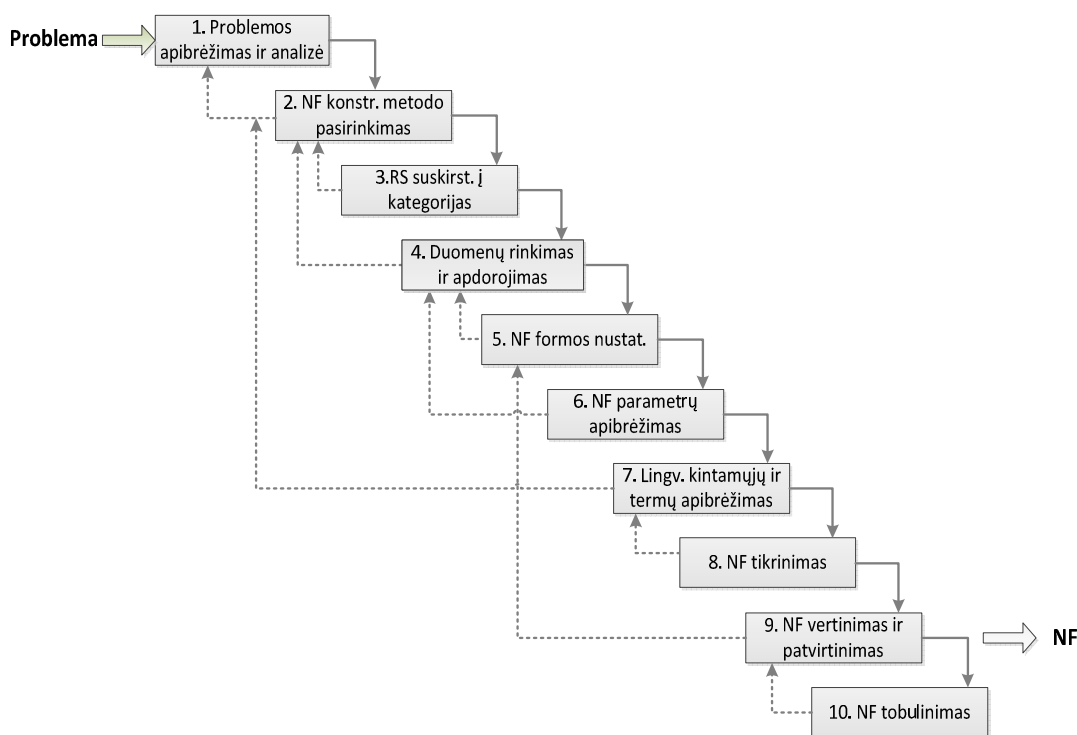 Problema
1. Problemos
apibrėžimas ir analizė
2. NF konstr. metodo
pasirinkimas
3.RS suskirst. į
kategorijas
4. Duomenų rinkimas
ir apdorojimas
5. NF formos nustat.
6. NF parametrų
apibrėžimas
7. Lingv. kintamųjų ir
termų apibrėžimas
8. NF tikrinimas
9. NF vertinimas ir
patvirtinimas
NF
10. NF tobulinimas